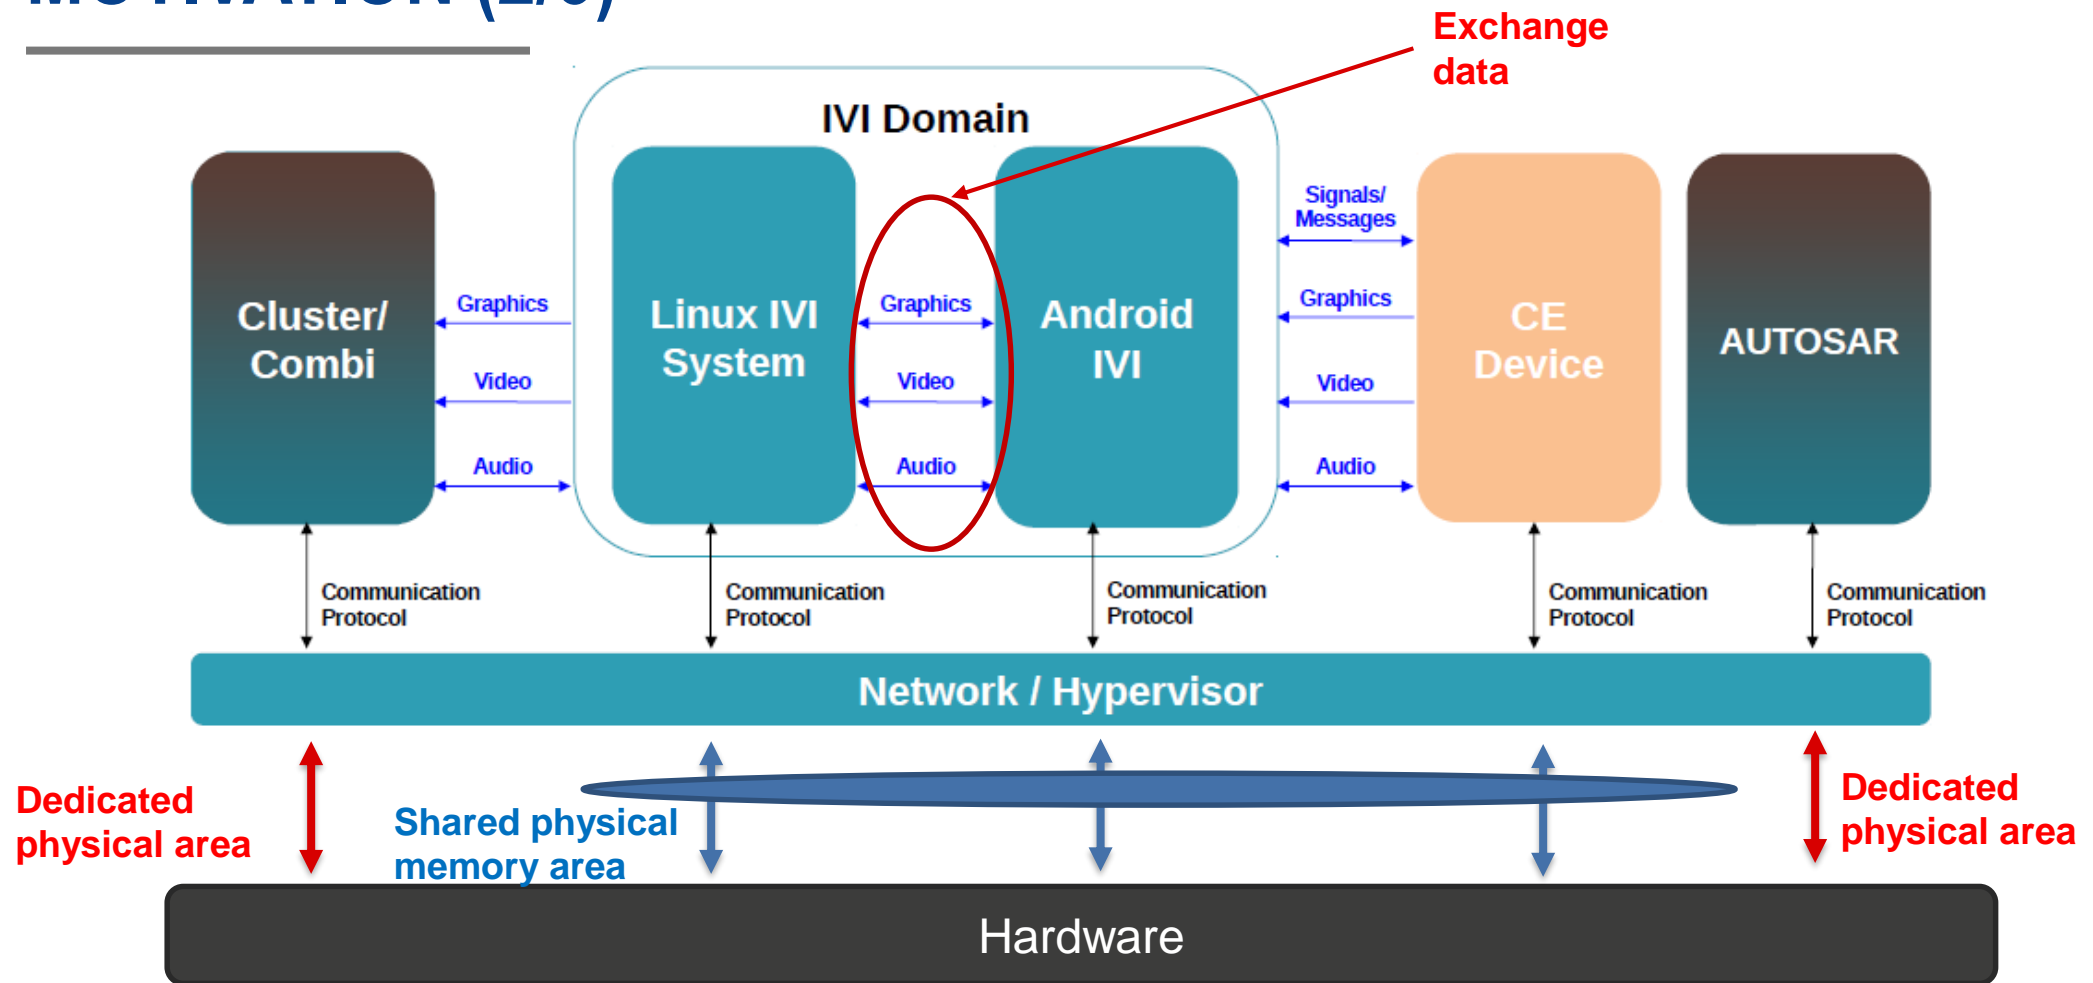 Exchange
data
IVI Domain
Cluster/
Combi
Graphics
Video
Audio
Linux IVI
System
Graphics
Video
Audio
Android
IVI
Signals/
Messages
Graphics
Video
Audio
CE
Device
AUTOSAR
Communication
Protocol
Communication
Protocol
Communication
Protocol
Communication
Protocol
Communication
Protocol
Network / Hypervisor
Dedicated
physical area
Shared physical
memory area
Dedicated
physical area
Hardware